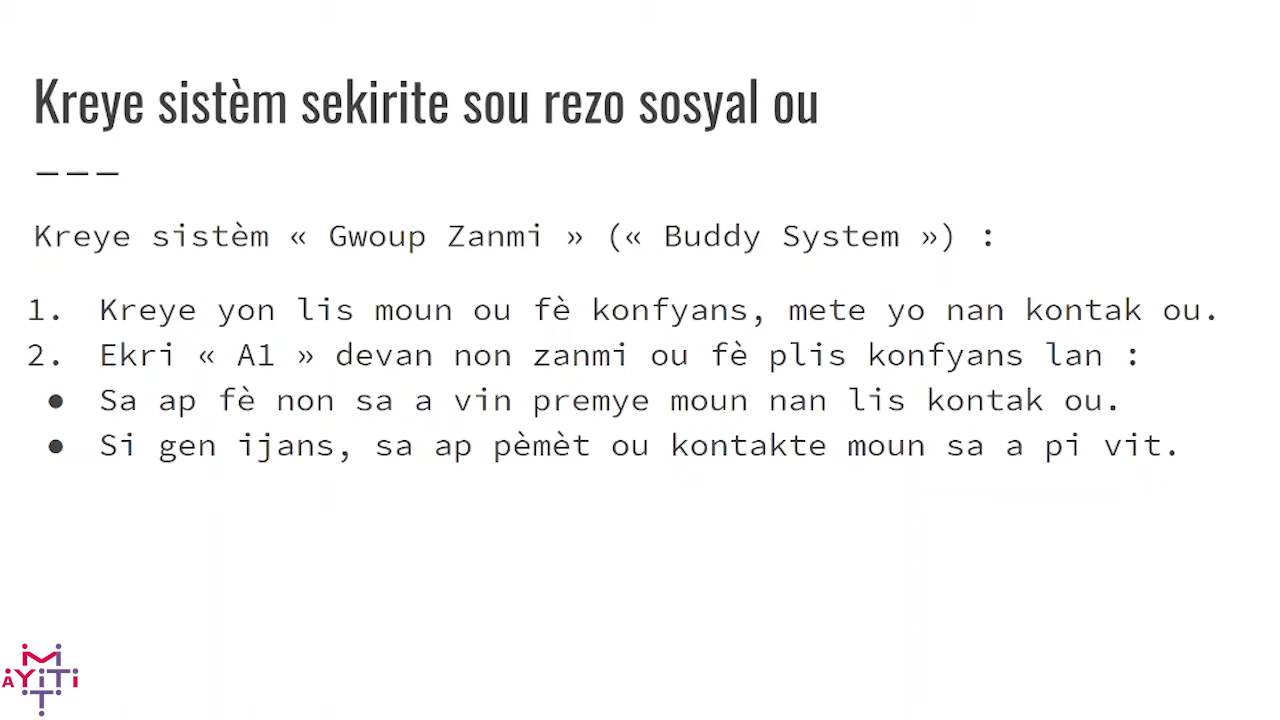 Kreye sistèm sekirite sou rezo sosyal ou
Kreye sistèm « Gwoup Zanmi » (« Buddy System ») :
1. Kreye yon lis moun ou fè konfyans, mete yo nan kontak ou.
2. Ekri « A1 » devan non zanmi ou fè plis konfyans lan :
● Sa ap fè non sa a vin premye moun nan lis kontak ou.
● Si gen ijans, sa ap pèmèt ou kontakte moun sa a pi vit.
MIT
AYITI